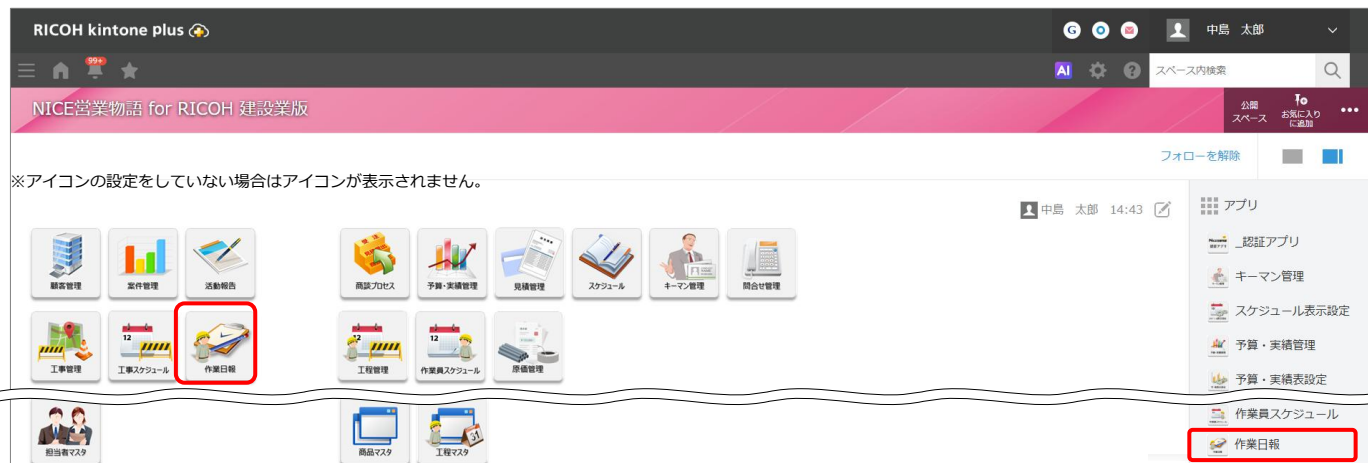 RICOH kintone plus
G
中島 太郎
99+
AI
?
スペース内検索
NICE営業物語 for RICOH 建設業版
公開
スペース
お気に入り
に追加
フォローを解除
※アイコンの設定をしていない場合はアイコンが表示されません。
中島 太郎 14:43
アプリ
顧客管理
案件管理
活動報告
商談プロセス
予算・実績管理
見積管理
スケジュール
キーマン管理
問合せ管理
工事管理
12
工事スケジュール
作業日報
12
工程管理
12
作業員スケジュール
原価管理
担当者マスタ
商品マスタ
31
工程マスタ
_認証アプリ
キーマン管理
スケジュール表示設定
予算・実績管理
予算・実績表設定
作業員スケジュール
作業日報